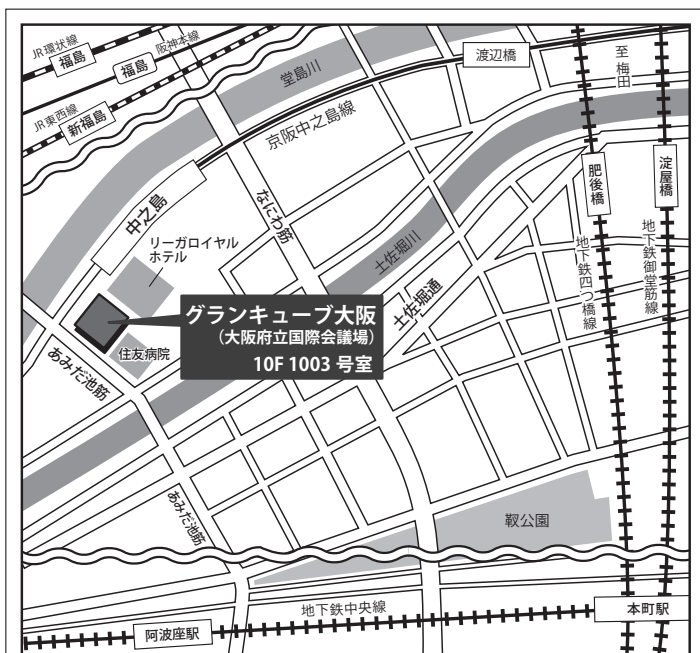 JR環状線
福島
阪神本線
福島
JR東西線
新福島
堂島川
渡辺橋
至 梅田
京阪中之島線
中之島
なにわ筋
肥後橋
淀屋橋
リーガロイヤル
ホテル
土佐堀川
土佐堀通
地下鉄四つ橋線
地下鉄御堂筋線
グランキューブ大阪
(大阪府立国際会議場)
10F 1003 号室
住友病院
あみだ池筋
あみだ池筋
靱公園
地下鉄中央線
本町駅
阿波座駅